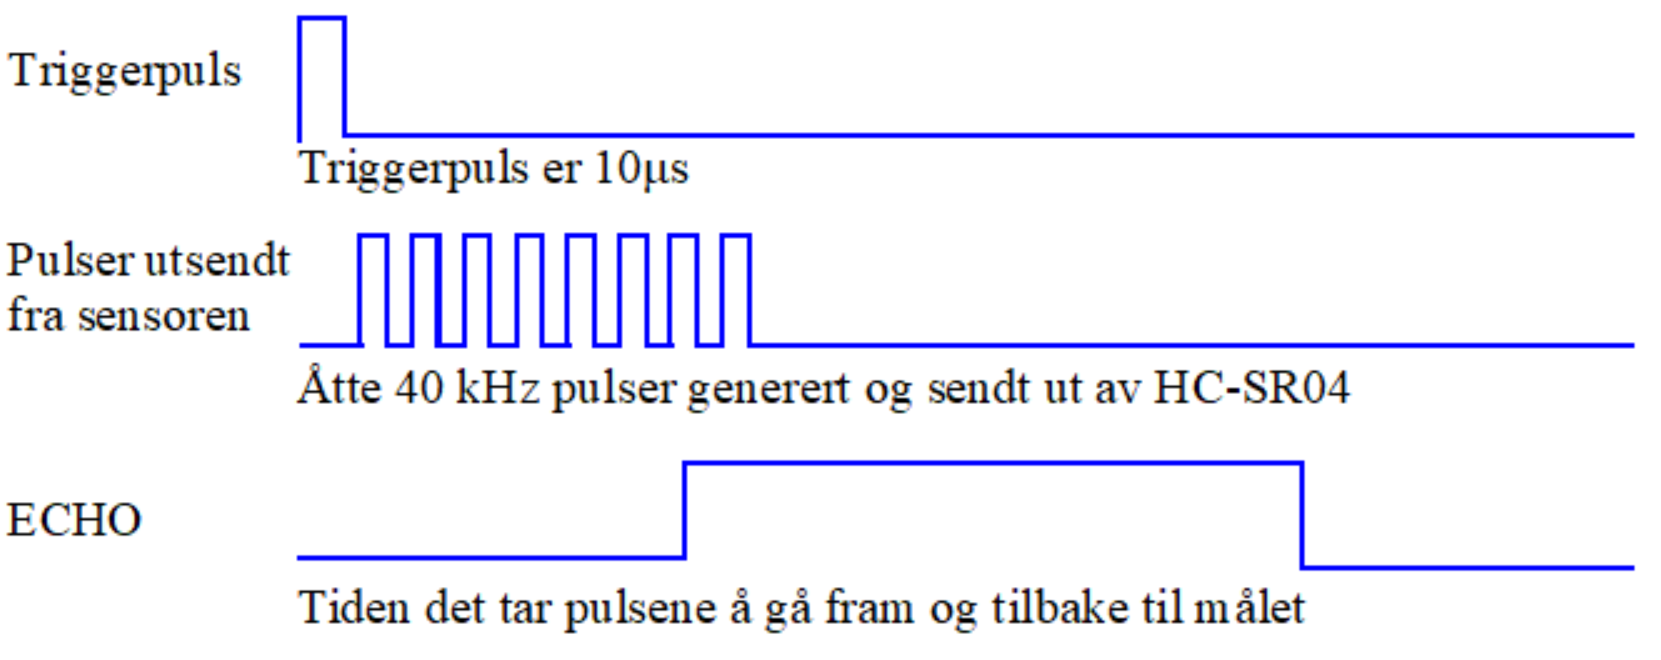 Triggerpuls
Triggerpuls er 10μs
Pulser utsendt
fra sensoren
Åtte 40 kHz pulser generert og sendt ut av HC-SR04
ECHO
Tiden det tar pulsene å gå fram og tilbake til målet